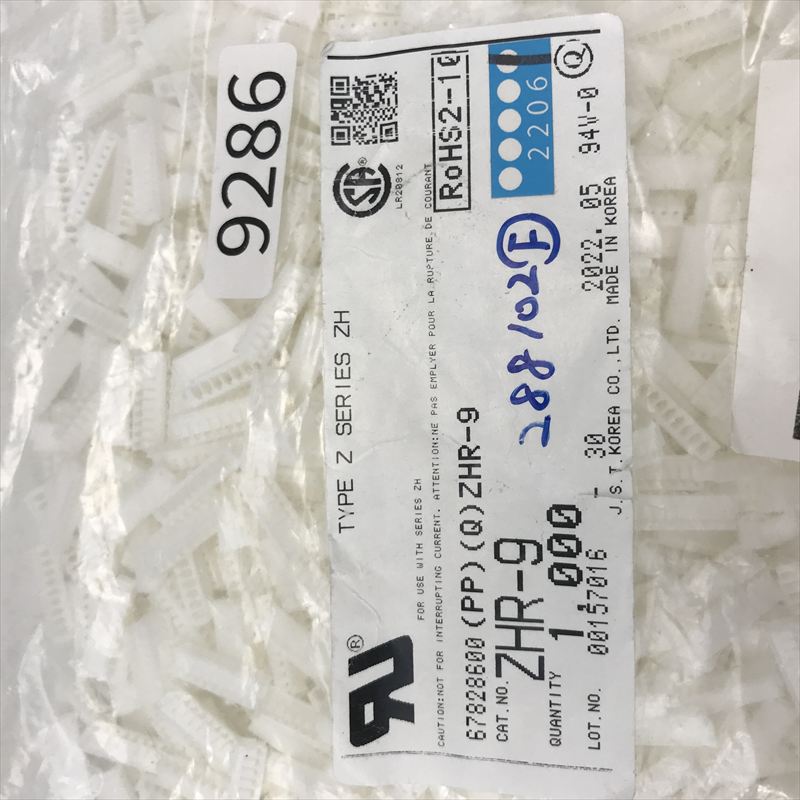 9286
TYPE Z SERIES ZH
LR20812
FOR USE WITH SERIES ZH
CAUTION:NOT FOR INTERRUPTING CURRENT. ATTENTION:NE PAS EMPLYER POUR LA RUPTURE DE COURANT
RoHS2-10
2206
Q
67828600(PP)(Q)ZHR-9
CAT.NO. ZHR-9
288102F
QUANTITY 1,000
2022.05 94V-0
LOT.NO. 00157016 - 30
J.S.T.KOREA CO.,LTD. MADE IN KOREA